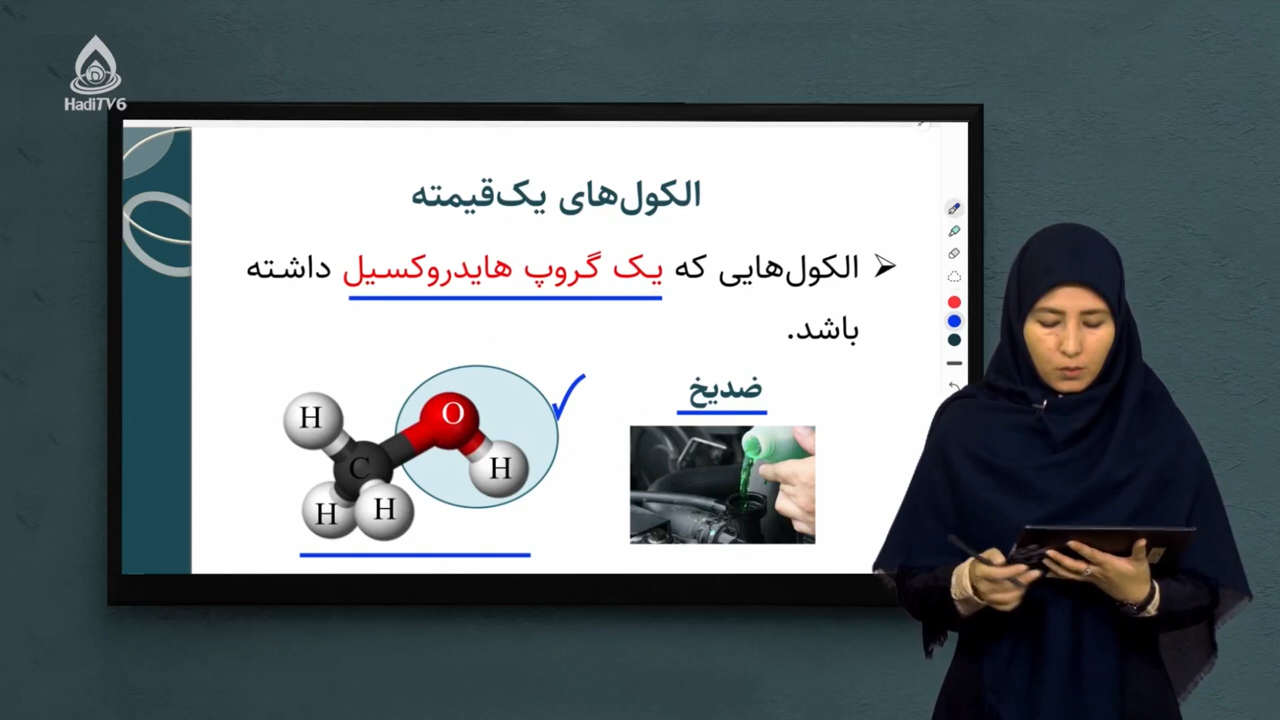 HadiTV6
الکول‌های یک‌قیمته
الکول‌هایی که یک گروپ هایدروکسیل داشته
باشد.
ضدیخ
H
O
C
H
H
H